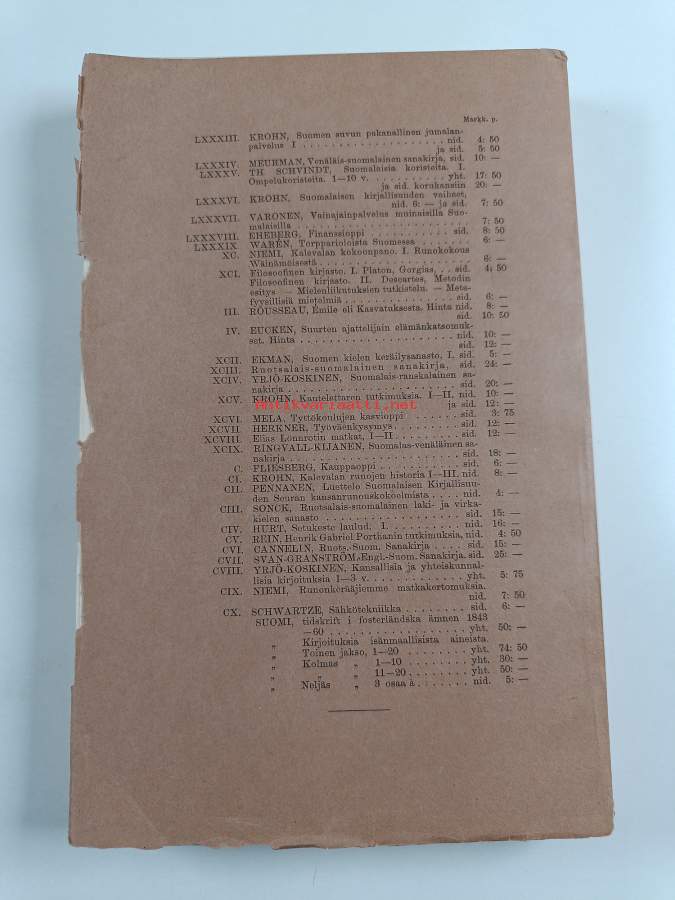 Markk. p.
LXXXIII. KROHN, Suomen suvun pakanallinen jumalan-
palvelus I . . . nid. 4: 50
ja sid. 5: 50
LXXXIV. MEURMAN, Venäläis-suomalainen sanakirja, sid. 10: —
LXXXV. TH SCHVINDT, Suomalaisia koristeita. I.
Ompelukoristeita. 1—10 v. . . . yht. 17: 50
ja sid. korukansiin 20: —
LXXXVI. KROHN, Suomalaisen kirjallisuuden vaiheet,
nid. 6: — ja sid. 7: 50
LXXXVII. VARONEN, Vainajainpalvelus muinaisilla Suo-
malaisilla . . . 7: 50
LXXXVIII. EHEBERG, Finanssioppi . . . sid. 8: 50
LXXXIX. WARÉN, Torpparioloista Suomessa . . . 6: —
XC. NIEMI, Kalevalan kokoonpano. I. Runokokous
Väinämöisestä . . . 6: —
XCI. Filosoofinen kirjasto. I. Platon, Gorgias, . . sid. 4: 50
Filosoofinen kirjasto. II. Descartes, Metodin
esitys — Mielenliikutuksien tutkistelu. — Meta-
fyysillisiä mietelmiä . . . sid. 6: —
III. ROUSSEAU, Émile eli Kasvatuksesta. Hinta nid. 8: —
sid. 10: 50
IV. EUCKEN, Suurten ajattelijain elämänkatsomuk-
set. Hinta . . . nid. 10: —
sid. 12: —
XCII. EKMAN, Suomen kielen keräilysanasto, I, sid. 5: —
XCIII. Ruotsalais-suomalainen sanakirja, sid. 24: —
XCIV. YRJÖ-KOSKINEN, Suomalais-ranskalainen sa-
nakirja . . . sid. 20: —
XCV. KROHN, Kantelettaren tutkimuksia. I—II, nid. 10: —
ja sid. 12: —
antikvariaatti.net
XCVI. MELA, Tyttökoulujen kasvioppi . . . sid. 3: 75
XCVII. HERKNER, Työväenkysymys . . . sid. 12: —
XCVIII. Elias Lönnrotin matkat, I—II . . . sid. 12: —
XCIX. RINGVALL-KIJANEN, Suomalais-venäläinen sa-
nakirja . . . sid. 18: —
C. FLIESBERG, Kauppaoppi . . . sid. 6: —
CI. KROHN, Kalevalan runojen historia I—III. nid. 8: —
CII. PENNANEN, Luettelo Suomalaisen Kirjallisuu-
den Seuran kansanrunouskokoelmista . . . nid. 4: —
CIII. SONCK, Ruotsalais-suomalainen laki- ja virka-
kielen sanasto . . . sid. 15: —
CIV. HURT, Setukeste laulud. I. . . . nid. 16: —
CV. REIN, Henrik Gabriel Porthanin tutkimuksia, nid. 4: 50
CVI. CANNELIN, Ruots.-Suom. Sanakirja . . . sid. 15: —
CVII. SVAN-GRANSTRÖM, Engl.-Suom. Sanakirja. sid. 25: —
CVIII. YRJÖ-KOSKINEN, Kansallisia ja yhteiskunnal-
lisia kirjoituksia 1—3 v. . . . yht. 5: 75
CIX. NIEMI, Runonkerääjiemme matkakertomuksia.
nid. 7: 50
CX. SCHWARTZE, Sähkötekniikka . . . sid. 6: —
SUOMI, tidskrift i fosterländska ämnen 1843
—60 . . . yht. 50: —
„ Kirjoituksia isänmaallisista aineista.
„ Toinen jakso, 1—20 . . . yht. 74: 50
„ Kolmas „ 1—10 . . . yht. 30: —
„ „ „ 11—20 . . . yht. 50: —
„ Neljäs „ 3 osaa à . . . nid. 5: —